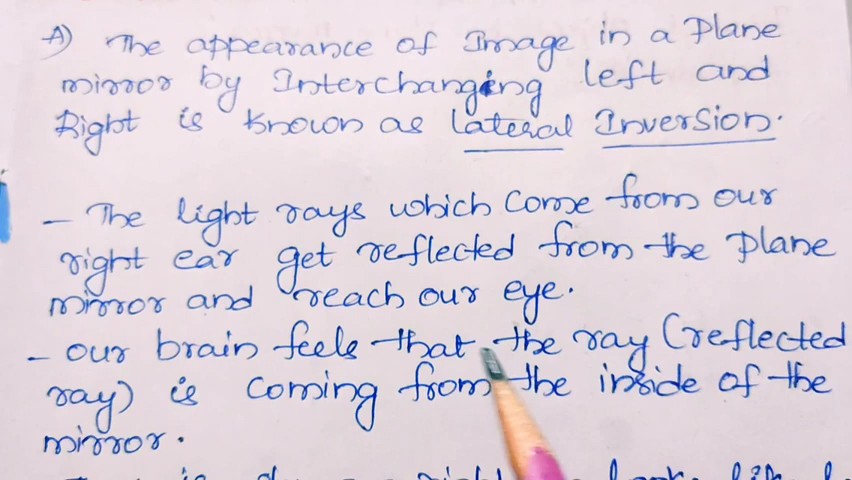 A) The appearance of Image in a Plane
mirror by Interchanging left and
Right is known as lateral Inversion.
- The light rays which come from our
right ear get reflected from the plane
mirror and reach our eye.
- Our brain feels that the ray (reflected
ray) is coming from the inside of the
mirror.